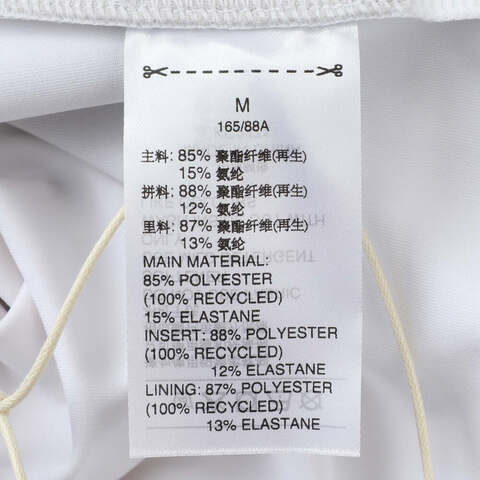 M
165/88A
主料: 85% 聚酯纤维(再生)
15% 氨纶
拼料: 88% 聚酯纤维(再生)
12% 氨纶
里料: 87% 聚酯纤维(再生)
13% 氨纶
MAIN MATERIAL:
85% POLYESTER
(100% RECYCLED)
15% ELASTANE
INSERT: 88% POLYESTER
(100% RECYCLED)
12% ELASTANE
LINING: 87% POLYESTER
(100% RECYCLED)
13% ELASTANE